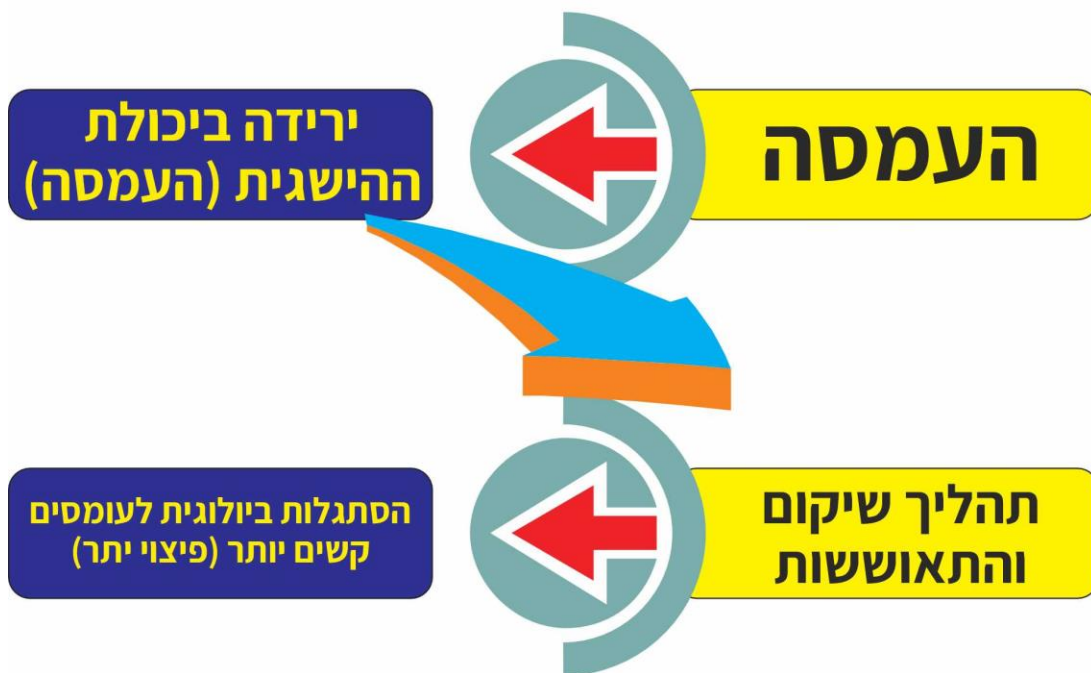 העמסה
ירידה ביכולת
ההישגית (העמסה)
תהליך שיקום
והתאוששות
הסתגלות ביולוגית לעומסים
קשים יותר (פיצוי יתר)